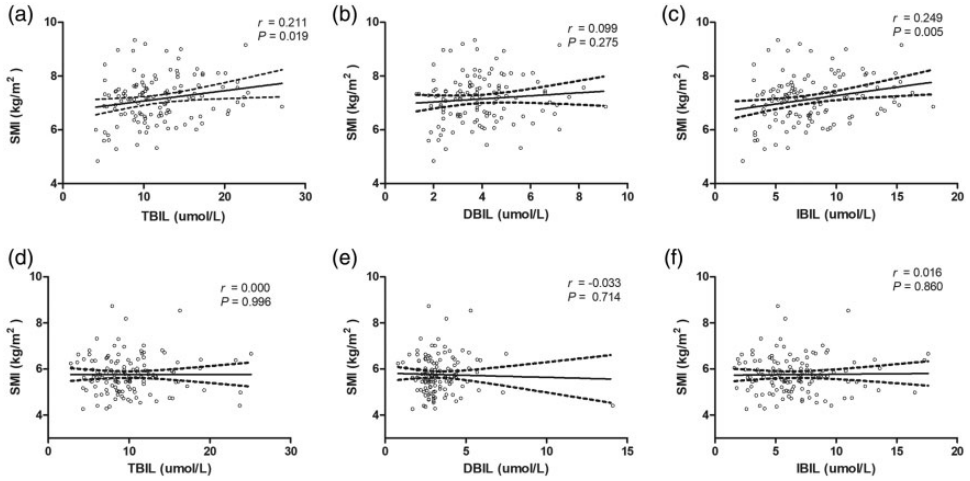 (a)
r = 0.211
P = 0.019
10
8
6
4
SMI (kg/m²)
0
10
20
30
TBIL (umol/L)
(b)
r = 0.099
P = 0.275
10
8
6
4
SMI (kg/m²)
0
2
4
6
8
10
DBIL (umol/L)
(c)
r = 0.249
P = 0.005
10
8
6
4
SMI (kg/m²)
0
5
10
15
20
IBIL (umol/L)
(d)
r = 0.000
P = 0.996
10
8
6
4
SMI (kg/m²)
0
10
20
30
TBIL (umol/L)
(e)
r = -0.033
P = 0.714
10
8
6
4
SMI (kg/m²)
0
5
10
15
DBIL (umol/L)
(f)
r = 0.016
P = 0.860
10
8
6
4
SMI (kg/m²)
0
5
10
15
20
IBIL (umol/L)